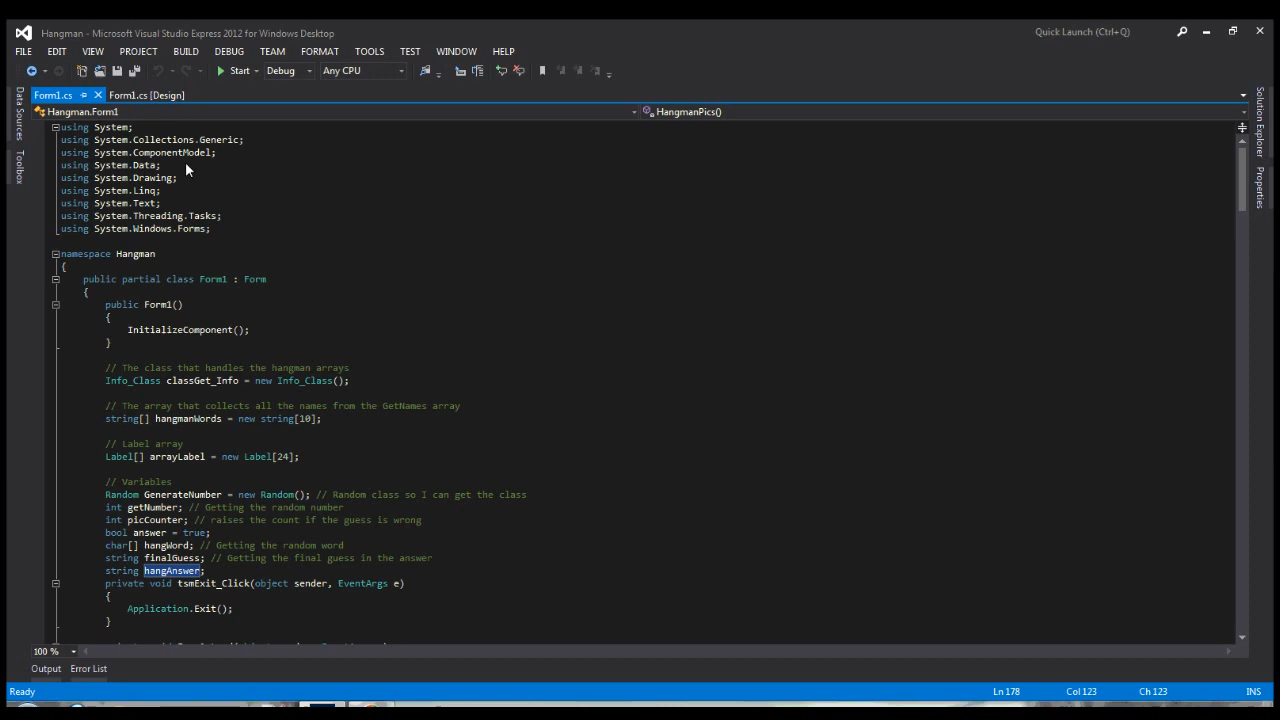 Hangman - Microsoft Visual Studio Express 2012 for Windows Desktop
Quick Launch (Ctrl+Q)
FILE EDIT VIEW PROJECT BUILD DEBUG TEAM FORMAT TOOLS TEST WINDOW HELP
Start Debug Any CPU
Form1.cs Form1.cs [Design]
Hangman.Form1 HangmanPics()
Data Sources
Toolbox
Solution Explorer
Properties
using System;
using System.Collections.Generic;
using System.ComponentModel;
using System.Data;
using System.Drawing;
using System.Linq;
using System.Text;
using System.Threading.Tasks;
using System.Windows.Forms;
namespace Hangman
{
public partial class Form1 : Form
{
public Form1()
{
InitializeComponent();
}
// The class that handles the hangman arrays
Info_Class classGet_Info = new Info_Class();
// The array that collects all the names from the GetNames array
string[] hangmanWords = new string[10];
// Label array
Label[] arrayLabel = new Label[24];
// Variables
Random GenerateNumber = new Random(); // Random class so I can get the class
int getNumber; // Getting the random number
int picCounter; // raises the count if the guess is wrong
bool answer = true;
char[] hangWord; // Getting the random word
string finalGuess; // Getting the final guess in the answer
string hangAnswer;
private void tsmExit_Click(object sender, EventArgs e)
{
Application.Exit();
}
100 %
Output Error List
Ready Ln 178 Col 123 Ch 123 INS